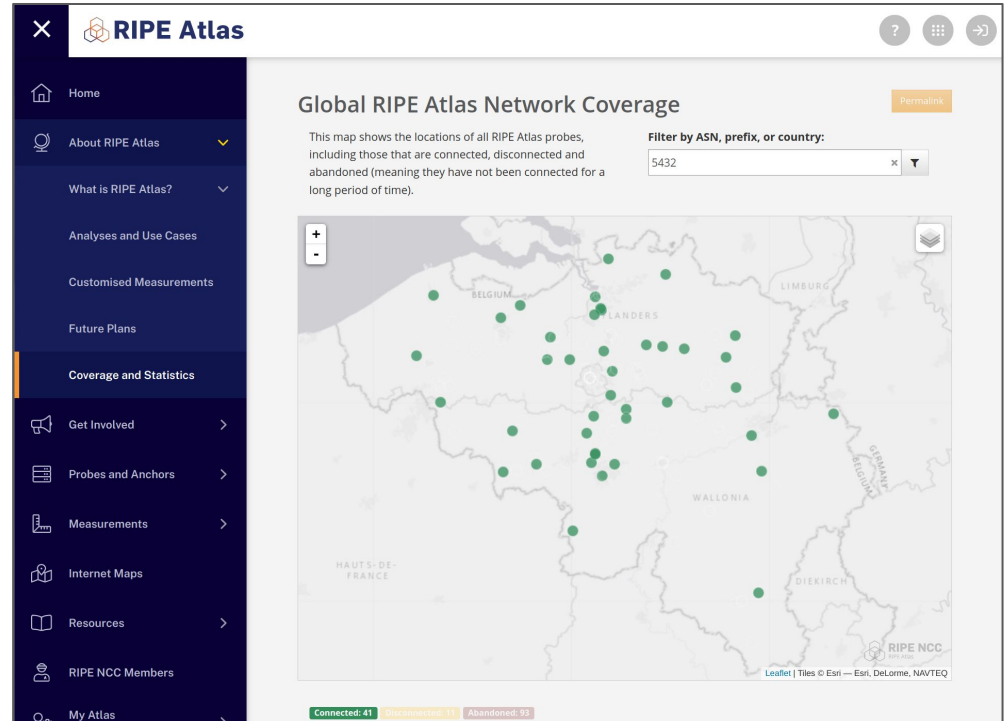 RIPE Atlas
?
Home
About RIPE Atlas
What is RIPE Atlas?
Analyses and Use Cases
Customised Measurements
Future Plans
Coverage and Statistics
Get Involved
Probes and Anchors
Measurements
Internet Maps
Resources
RIPE NCC Members
My Atlas
Global RIPE Atlas Network Coverage
Permalink
This map shows the locations of all RIPE Atlas probes,
including those that are connected, disconnected and
abandoned (meaning they have not been connected for a
long period of time).
Filter by ASN, prefix, or country:
5432
+
-
BELGIUM
FLANDERS
LIMBURG
GERMANY
BELGIUM
WALLONIA
HAUTS-DE-
FRANCE
DIEKIRCH
RIPE NCC
RIPE Atlas
Leaflet | Tiles © Esri — Esri, DeLorme, NAVTEQ
Connected: 41 Disconnected: 11 Abandoned: 93